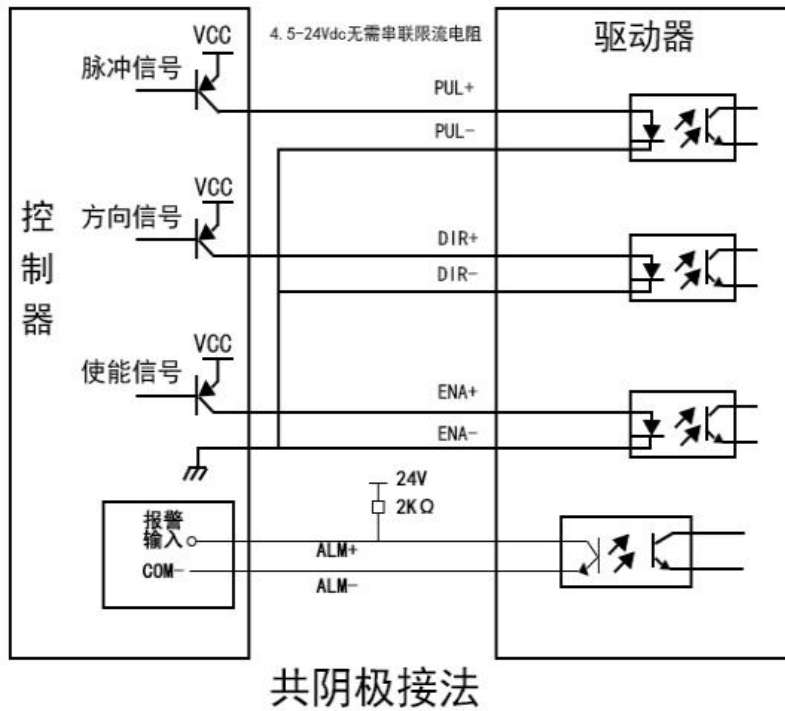 VCC
4.5-24Vdc无需串联限流电阻
驱动器
脉冲信号
PUL+
PUL-
VCC
方向信号
DIR+
DIR-
控制器
VCC
使能信号
ENA+
ENA-
24V
2KΩ
报警
输入
ALM+
COM-
ALM-
共阴极接法